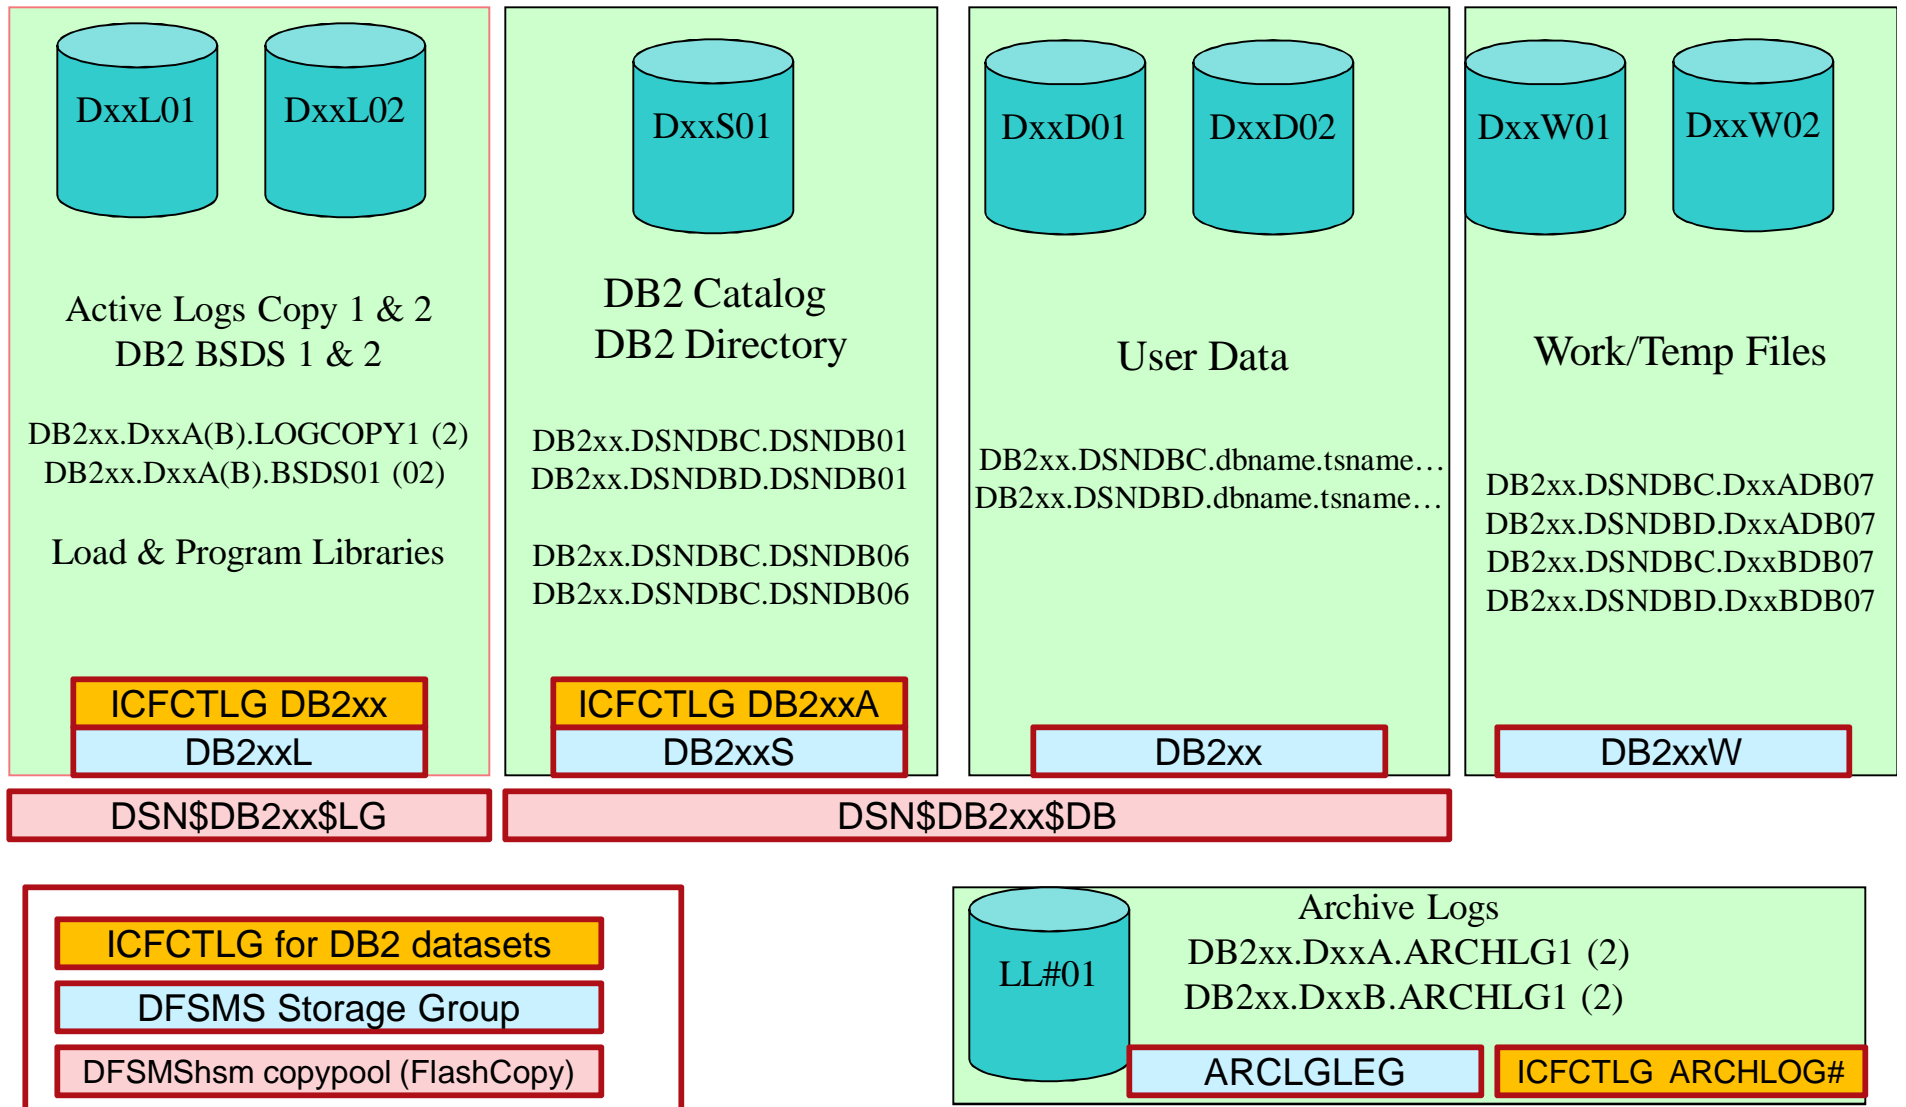 DxxL01
DxxL02
Active Logs Copy 1 & 2
DB2 BSDS 1 & 2
DB2xx.DxxA(B).LOGCOPY1 (2)
DB2xx.DxxA(B).BSDS01 (02)
Load & Program Libraries
ICFCTLG DB2xx
DB2xxL
DSN$DB2xx$LG
DxxS01
DB2 Catalog
DB2 Directory
DB2xx.DSNDBC.DSNDB01
DB2xx.DSNDBD.DSNDB01
DB2xx.DSNDBC.DSNDB06
DB2xx.DSNDBC.DSNDB06
ICFCTLG DB2xxA
DB2xxS
DxxD01
DxxD02
User Data
DB2xx.DSNDBC.dbname.tsname…
DB2xx.DSNDBD.dbname.tsname…
DB2xx
DSN$DB2xx$DB
DxxW01
DxxW02
Work/Temp Files
DB2xx.DSNDBC.DxxADB07
DB2xx.DSNDBD.DxxADB07
DB2xx.DSNDBC.DxxBDB07
DB2xx.DSNDBD.DxxBDB07
DB2xxW
ICFCTLG for DB2 datasets
DFSMS Storage Group
DFSMShsm copypool (FlashCopy)
LL#01
Archive Logs
DB2xx.DxxA.ARCHLG1 (2)
DB2xx.DxxB.ARCHLG1 (2)
ARCLGLEG
ICFCTLG ARCHLOG#